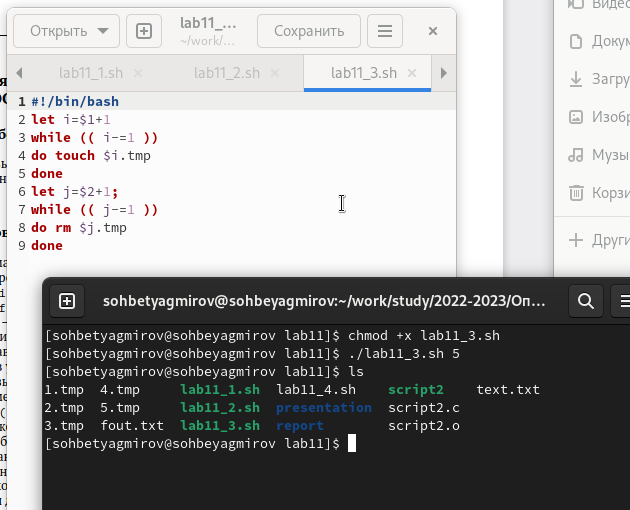 Открыть
lab11_...
~/work/...
Сохранить
lab11_1.sh
lab11_2.sh
lab11_3.sh
1 #!/bin/bash
2 let i=$1+1
3 while (( i-=1 ))
4 do touch $i.tmp
5 done
6 let j=$2+1;
7 while (( j-=1 ))
8 do rm $j.tmp
9 done
Видео
Докум
Загру
Изобр
Музы
Корзи
Други
sohbetyagmirov@sohbeyagmirov:~/work/study/2022-2023/Оп...
[sohbetyagmirov@sohbeyagmirov lab11]$ chmod +x lab11_3.sh
[sohbetyagmirov@sohbeyagmirov lab11]$ ./lab11_3.sh 5
[sohbetyagmirov@sohbeyagmirov lab11]$ ls
1.tmp 4.tmp lab11_1.sh lab11_4.sh script2 text.txt
2.tmp 5.tmp lab11_2.sh presentation script2.c
3.tmp fout.txt lab11_3.sh report script2.o
[sohbetyagmirov@sohbeyagmirov lab11]$